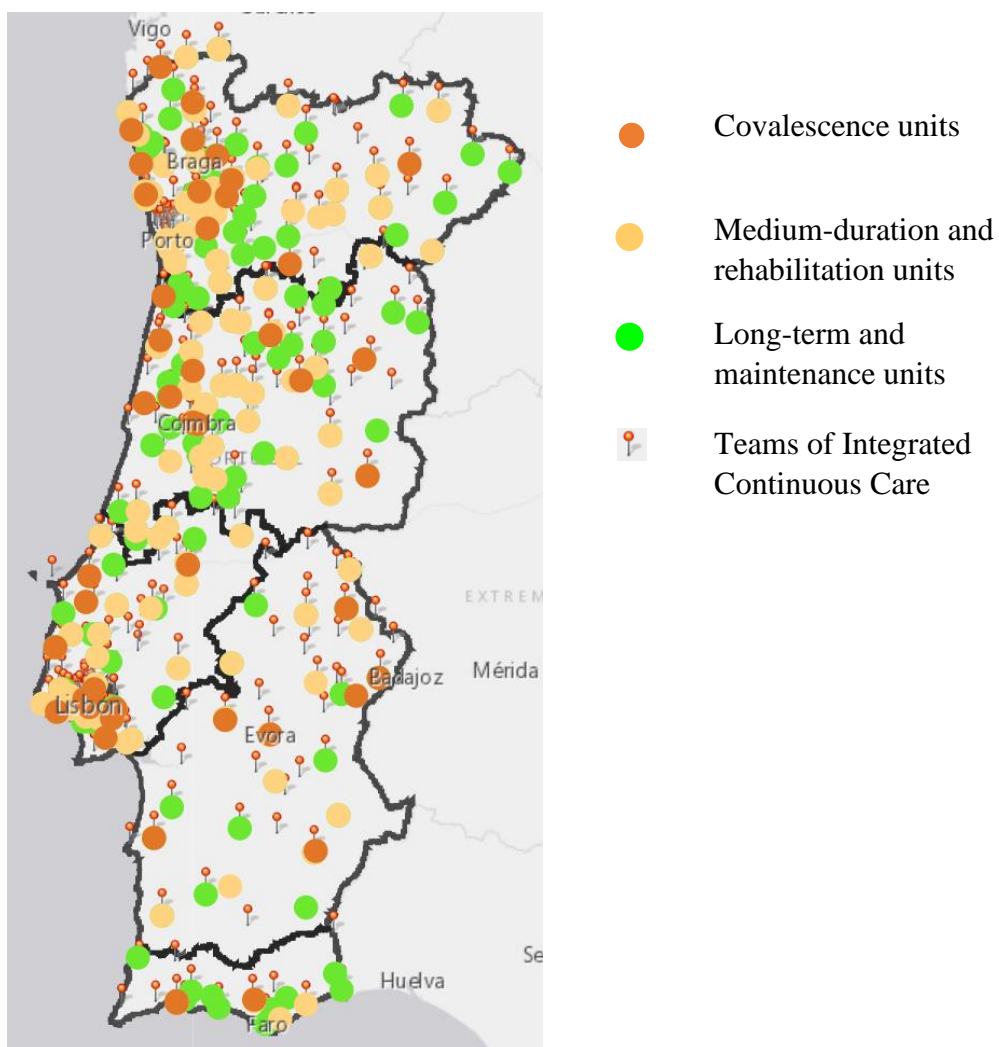 Vigo
Braga
Porto
Coimbra
EXTREM
Badajoz
Mérida
Lisbon
Evora
Se
Huelva
Faro
Covalescence units
Medium-duration and
rehabilitation units
Long-term and
maintenance units
Teams of Integrated
Continuous Care